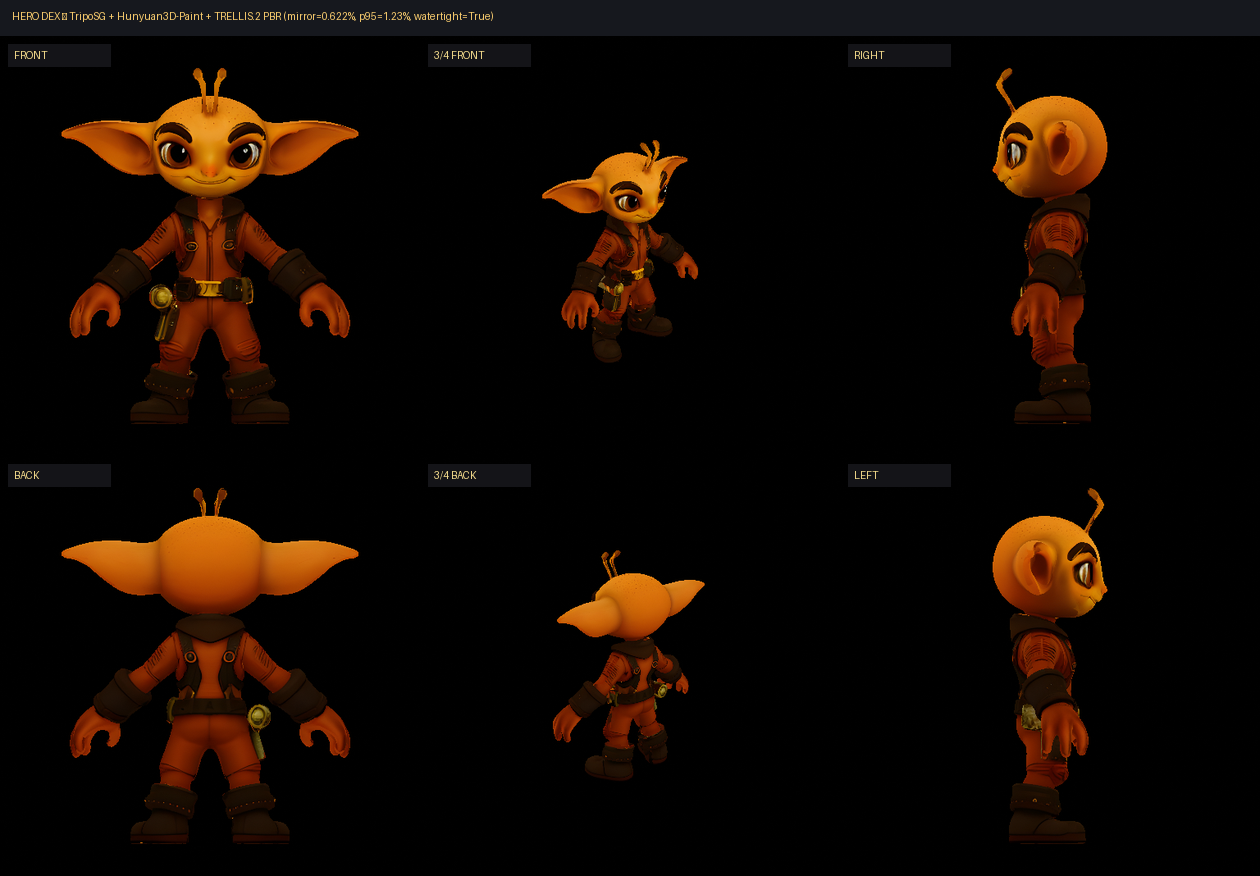 HERO DEX▯TripoSG + Hunyuan3D-Paint + TRELLIS.2 PBR (mirror=0.622%, p95=1.23%, watertight=True)
FRONT
3/4 FRONT
RIGHT
BACK
3/4 BACK
LEFT